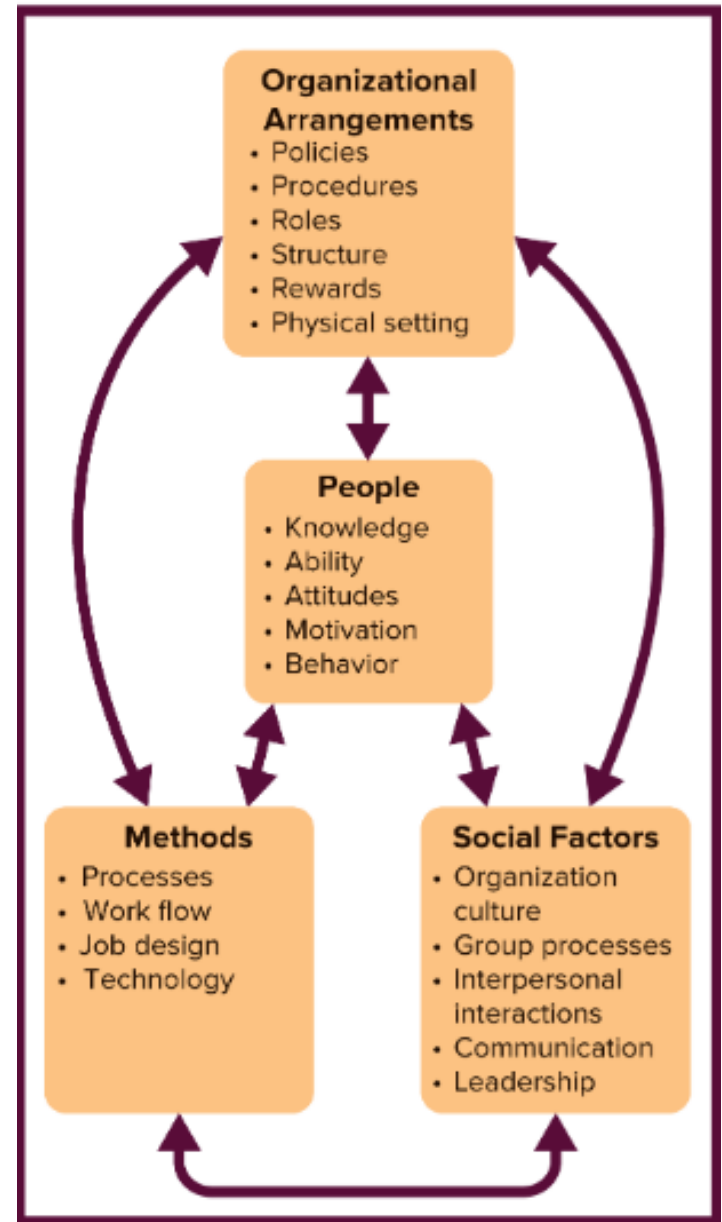 Organizational
Arrangements
• Policies
• Procedures
• Roles
• Structure
• Rewards
• Physical setting
People
• Knowledge
• Ability
• Attitudes
• Motivation
• Behavior
Methods
• Processes
• Work flow
• Job design
• Technology
Social Factors
• Organization
culture
• Group processes
• Interpersonal
interactions
• Communication
• Leadership